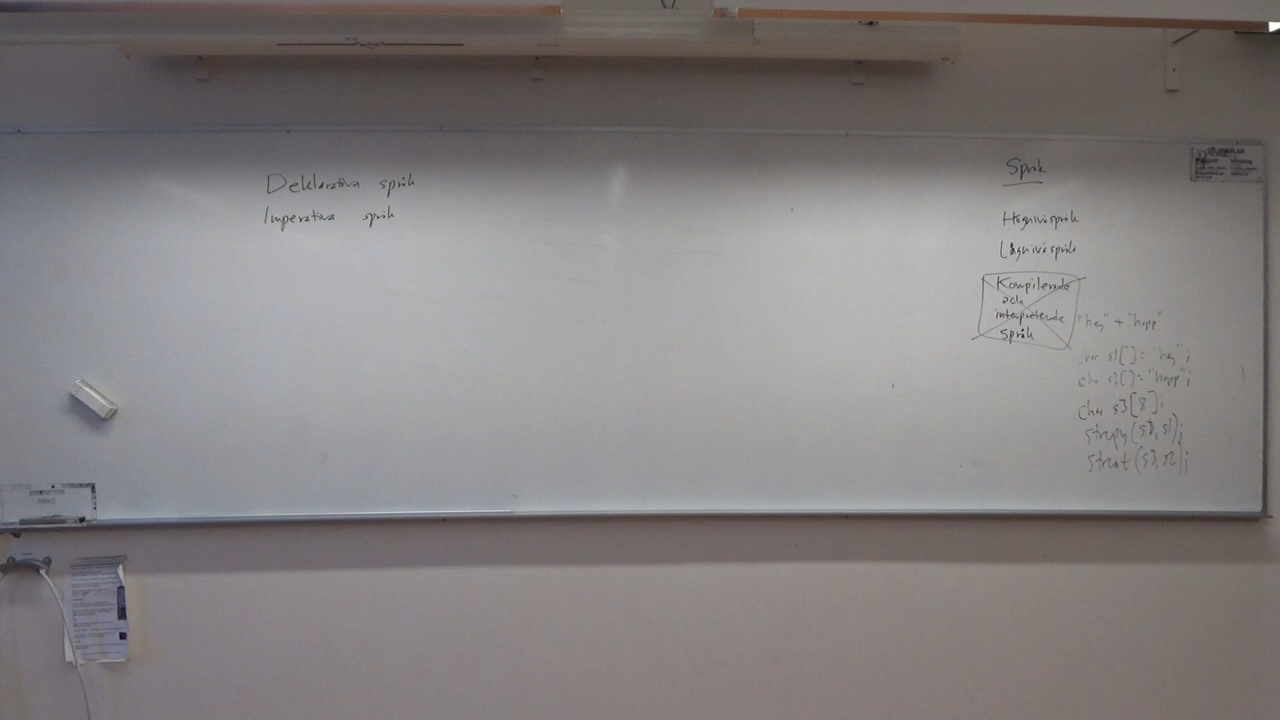 Deklarativa språk
Imperativa språk
Språk
Högnivåspråk
Lågnivåspråk
Kompilerade
och
interpreterade
språk
"hej" + "hopp"
char s1[] = "hej";
char s2[] = "hopp";
char s3[8];
strcpy(s3, s1);
strcat(s3, s2);